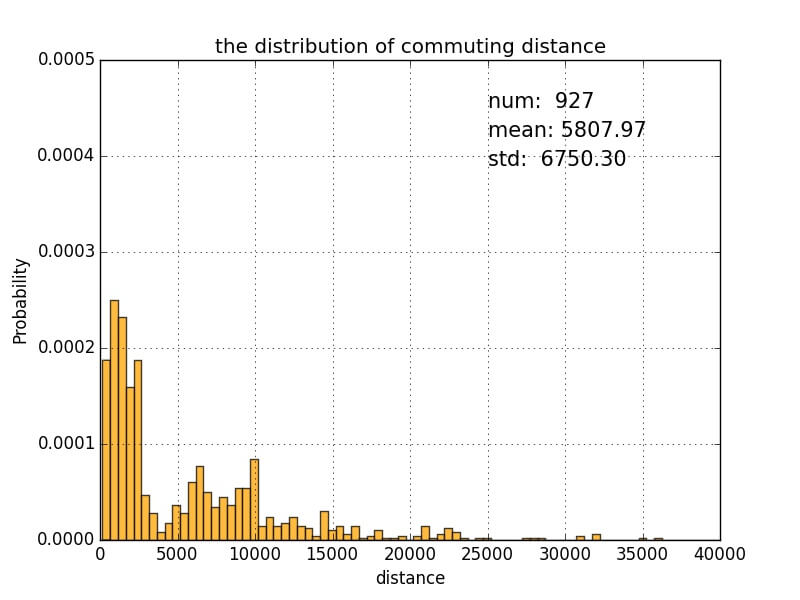 the distribution of commuting distance
0.0005
0.0004
0.0003
0.0002
0.0001
0.0000
Probability
num:  927
mean: 5807.97
std:  6750.30
0 5000 10000 15000 20000 25000 30000 35000 40000
distance